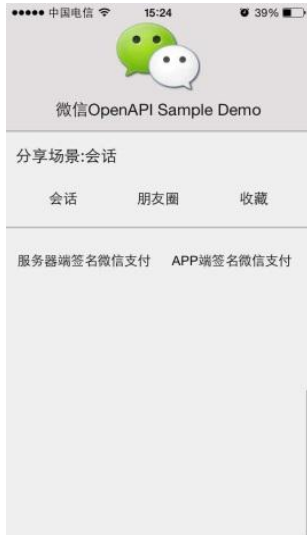 中国电信 15:24 39%
微信OpenAPI Sample Demo
分享场景:会话
会话 朋友圈 收藏
服务器端签名微信支付 APP端签名微信支付